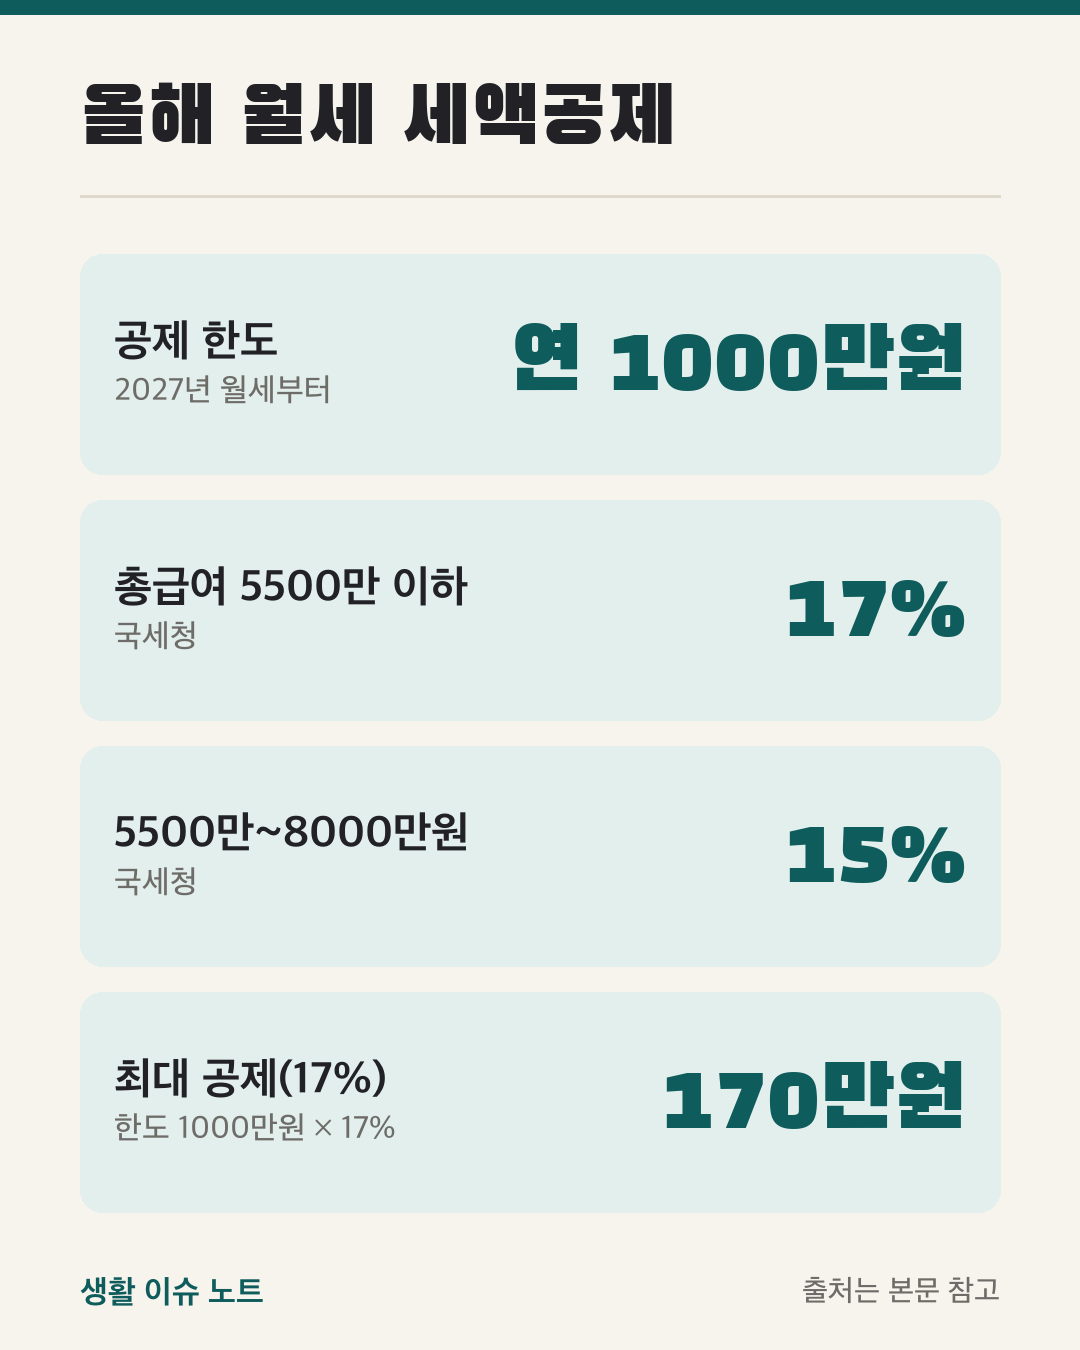 올해 월세 세액공제
공제 한도
2027년 월세부터
연 1000만원
총급여 5500만 이하
국세청
17%
5500만~8000만원
국세청
15%
최대 공제(17%)
한도 1000만원 × 17%
170만원
생활 이슈 노트
출처는 본문 참고